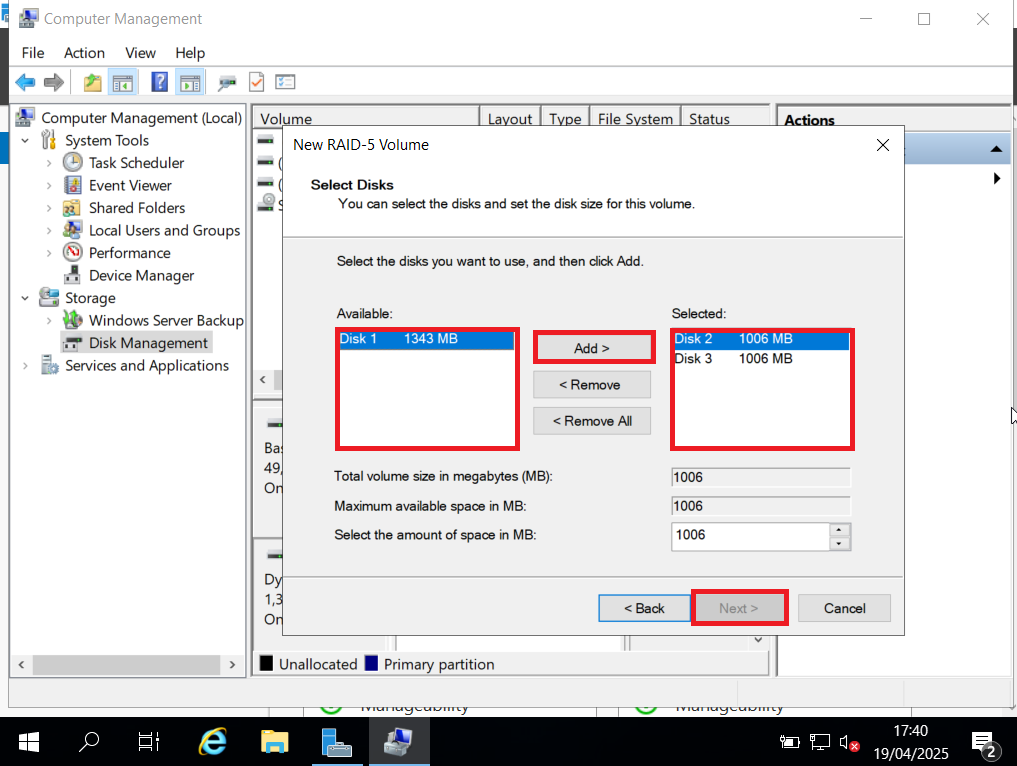 Computer Management
File Action View Help
Computer Management (Local)
System Tools
Task Scheduler
Event Viewer
Shared Folders
Local Users and Groups
Performance
Device Manager
Storage
Windows Server Backup
Disk Management
Services and Applications
Volume Layout Type File System Status
Actions
New RAID-5 Volume
Select Disks
You can select the disks and set the disk size for this volume.
Select the disks you want to use, and then click Add.
Available:
Disk 1 1343 MB
Add >
< Remove
< Remove All
Selected:
Disk 2 1006 MB
Disk 3 1006 MB
Total volume size in megabytes (MB): 1006
Maximum available space in MB: 1006
Select the amount of space in MB: 1006
< Back Next > Cancel
Bas
49,
On
Dy
1,3
On
Unallocated Primary partition
Manageability Manageability
17:40
19/04/2025
2